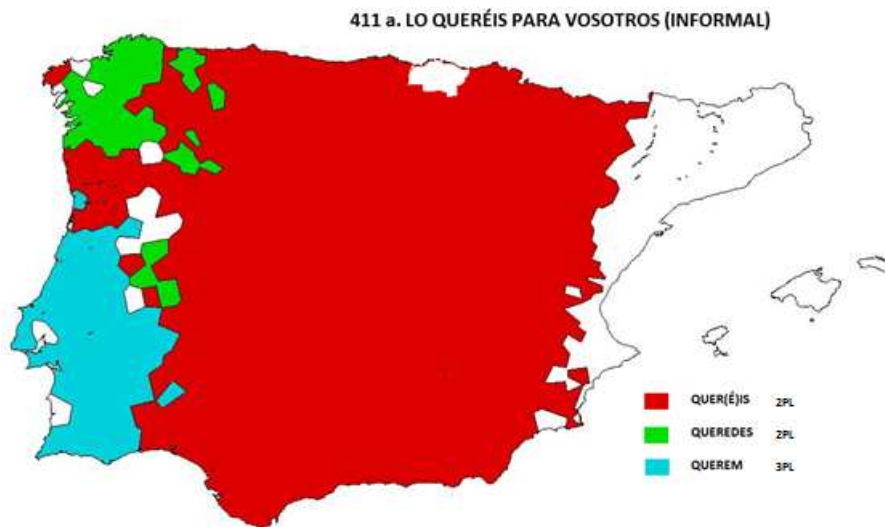 411 a. LO QUERÉIS PARA VOSOTROS (INFORMAL)
QUER(É)IS 2PL
QUEREDES 2PL
QUEREM 3PL